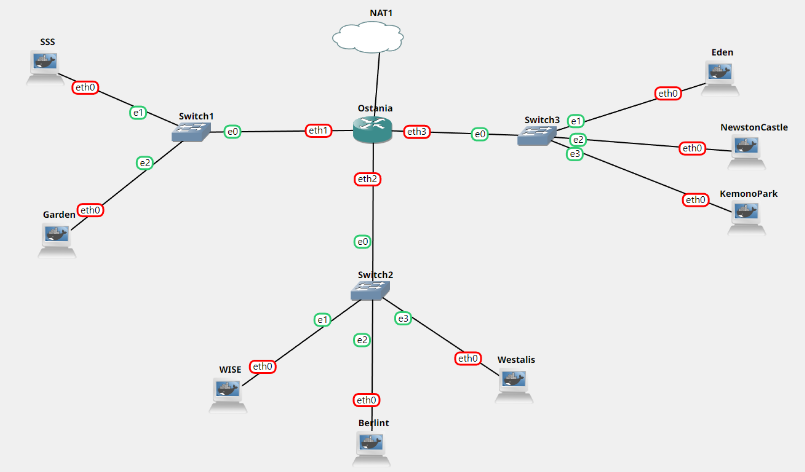 NAT1
SSS
Eden
eth0
eth0
e1
Switch1
Ostania
Switch3
e1
NewstonCastle
e0
eth1
eth3
e0
e2
eth0
e2
e3
eth2
KemonoPark
eth0
Garden
eth0
e0
Switch2
e1
e3
e2
WISE
eth0
eth0
Westalis
eth0
Berlint